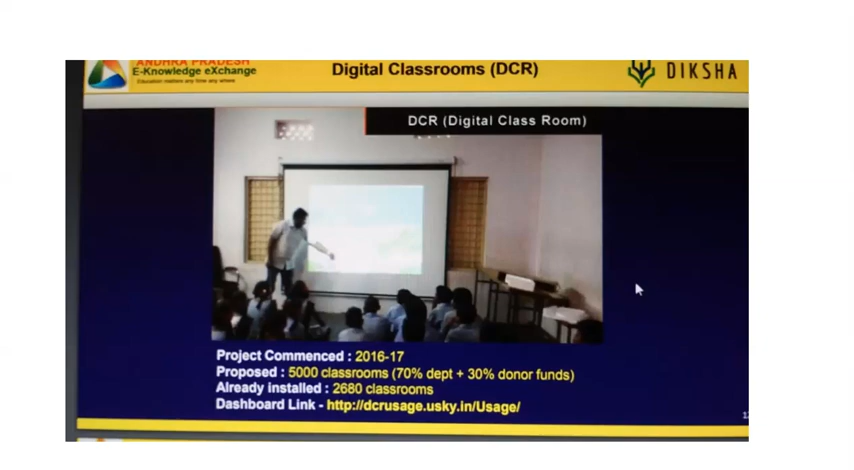 ANDHRA PRADESH
E-Knowledge eXchange
Education matters any time any where
Digital Classrooms (DCR)
DIKSHA
DCR (Digital Class Room)
Project Commenced : 2016-17
Proposed : 5000 classrooms (70% dept + 30% donor funds)
Already installed : 2680 classrooms
Dashboard Link - http://dcrusage.usky.in/Usage/